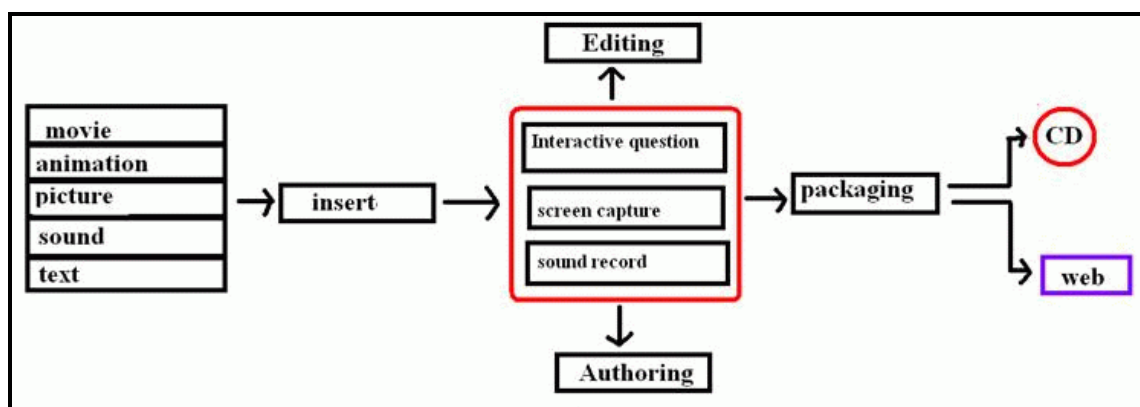 movie
animation
picture
sound
text
insert
Editing
Interactive question
screen capture
sound record
Authoring
packaging
CD
web